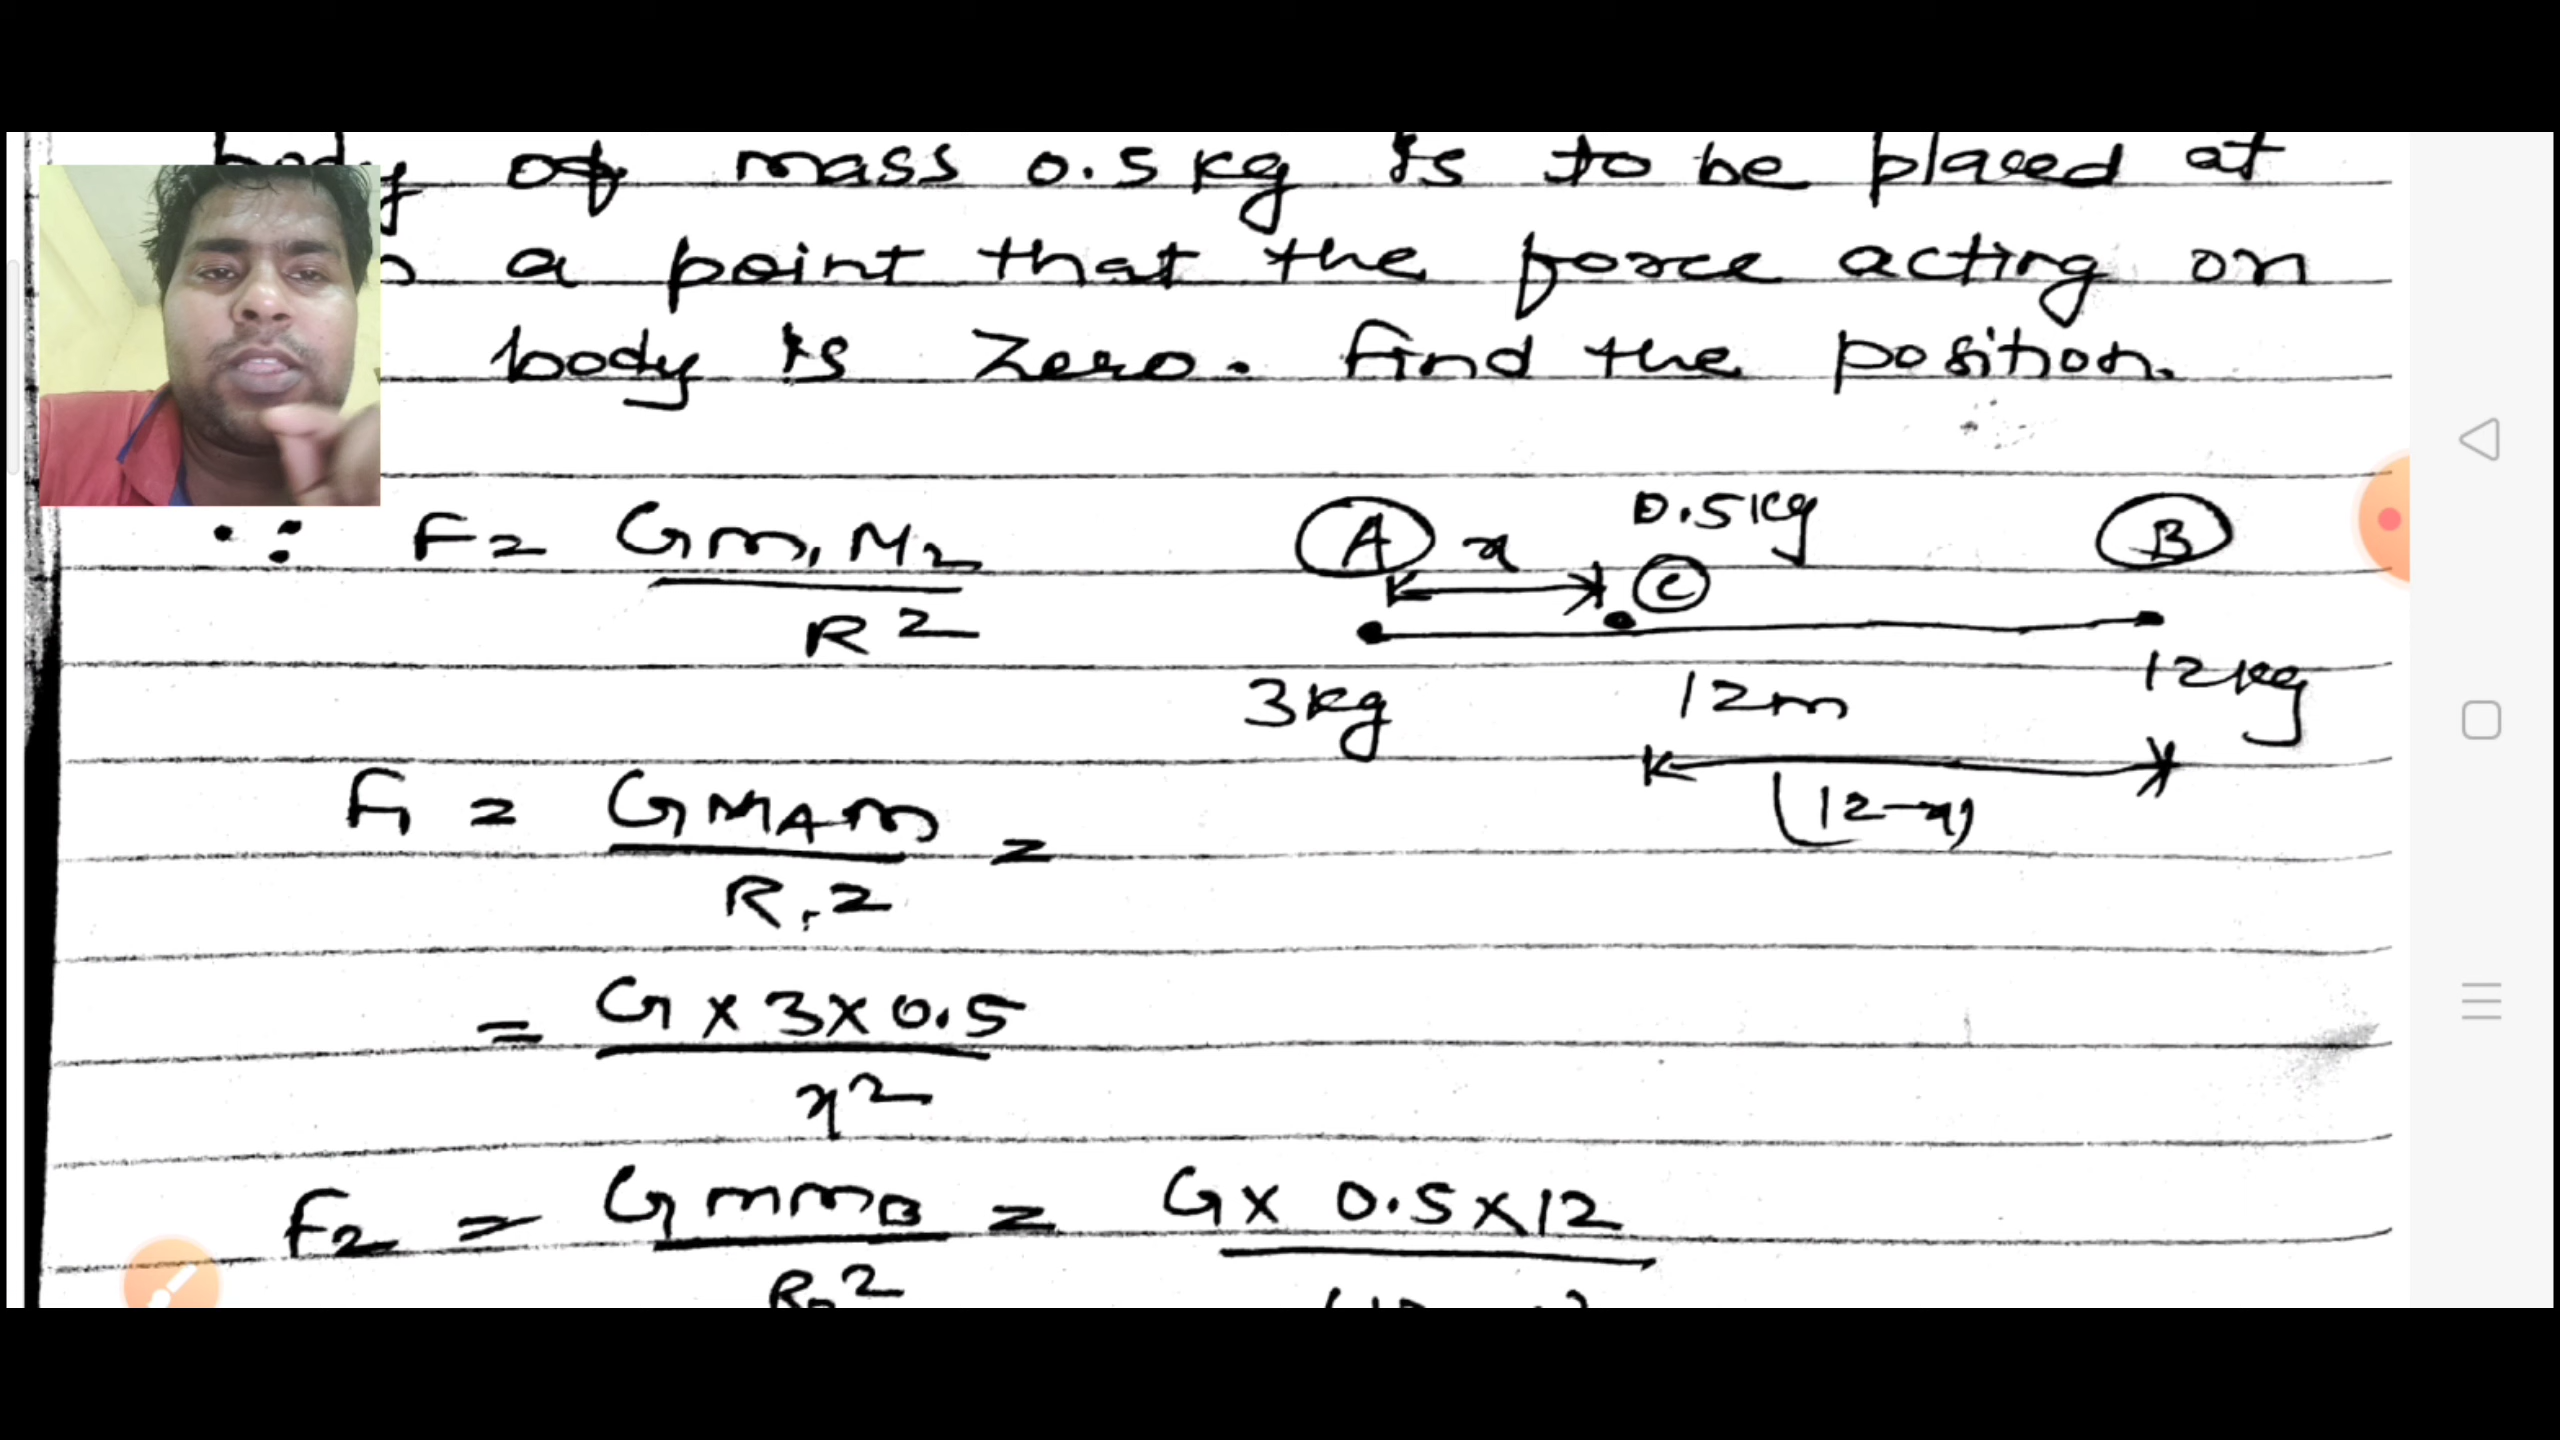 body of mass 0.5 kg is to be placed at
a point that the force acting on
body is zero. Find the position.
∵ F = Gm₁M₂ / R²
A x 0.5kg B
C
3kg 12m 12kg
(12-x)
F₁ = GMAm / R₁² =
= G x 3 x 0.5 / x²
F₂ = GmmB / R₂² = G x 0.5 x 12